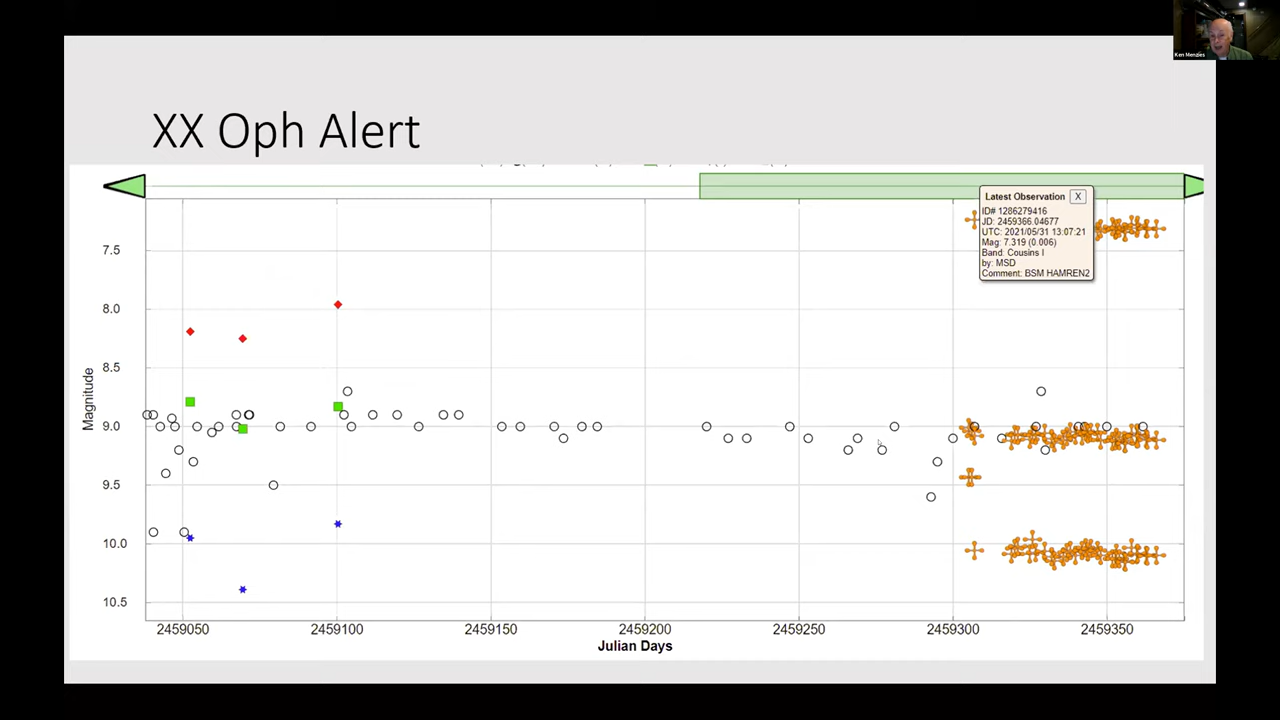 Ken Menzies
XX Oph Alert
Latest Observation X
ID# 1286279416
JD: 2459366.04677
UTC: 2021/05/31 13:07:21
Mag: 7.319 (0.006)
Band: Cousins I
by: MSD
Comment: BSM HAMREN2
Magnitude
7.5
8.0
8.5
9.0
9.5
10.0
10.5
2459050 2459100 2459150 2459200 2459250 2459300 2459350
Julian Days